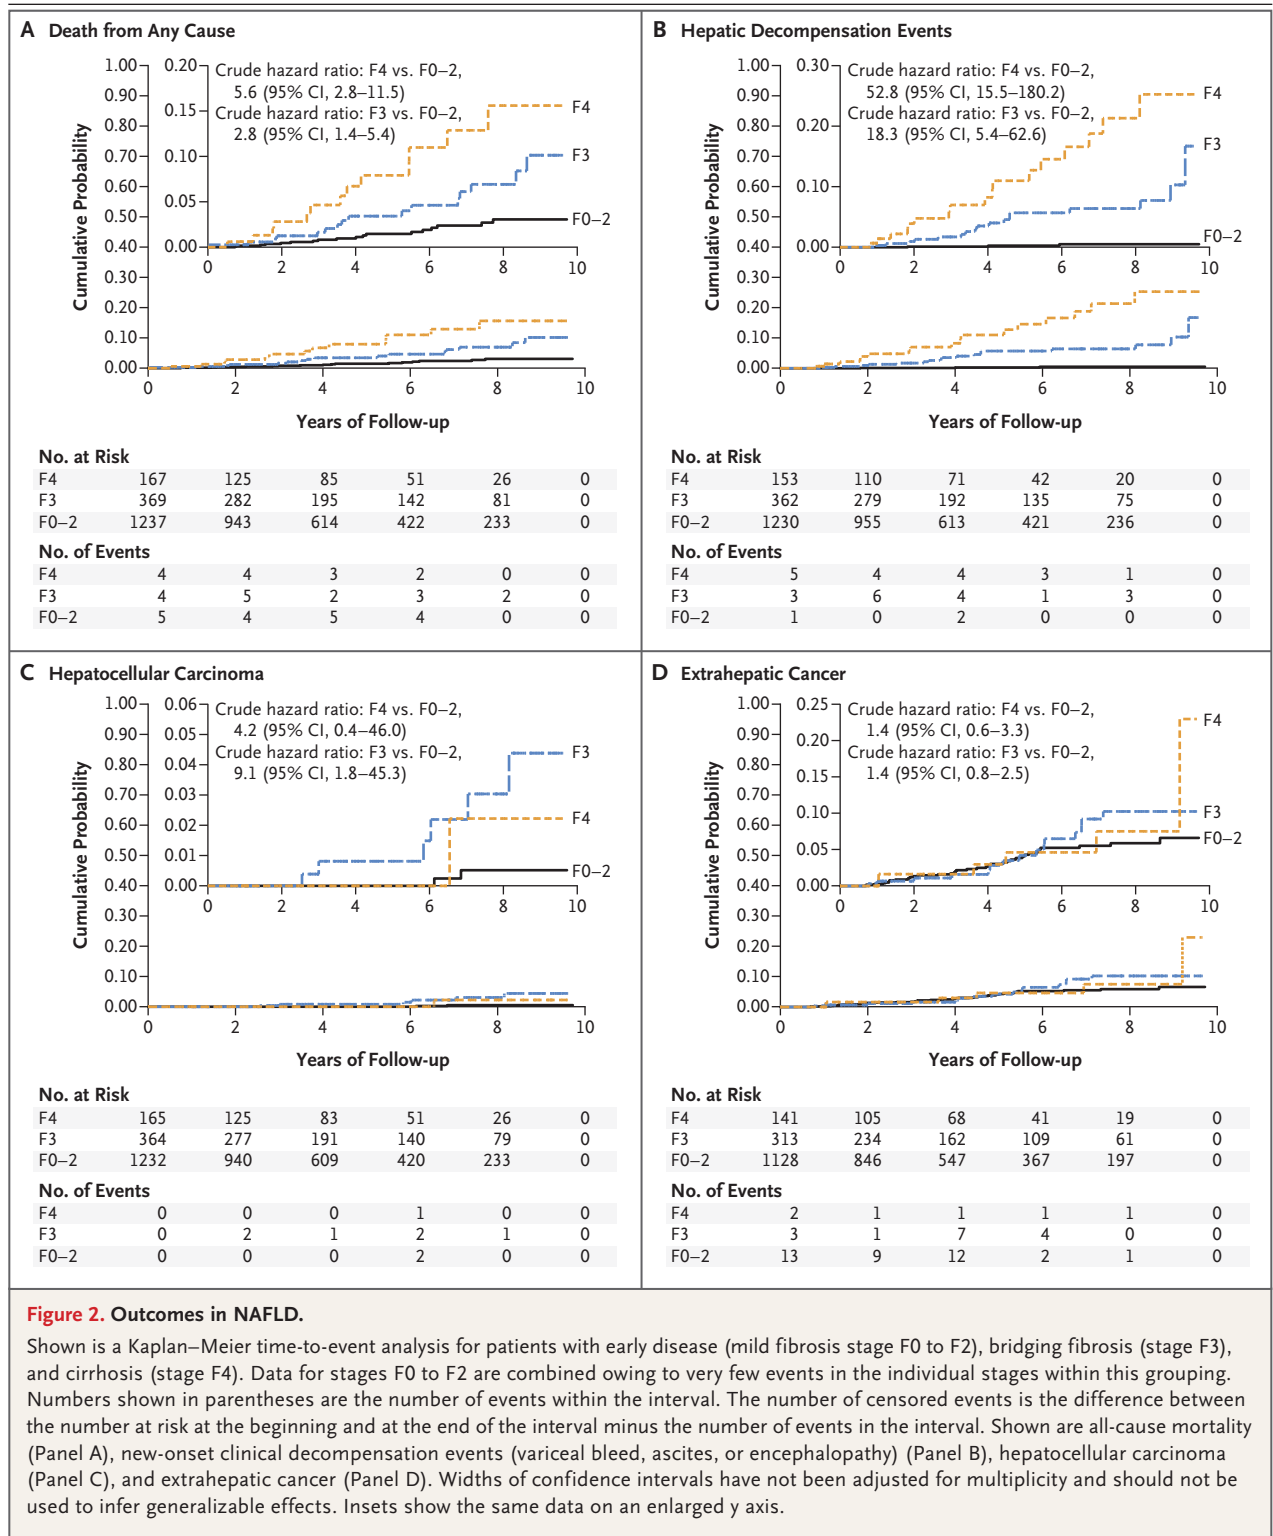 A Death from Any Cause
1.00
0.90
0.80
0.70
0.60
0.50
0.40
0.30
0.20
0.10
0.00
Cumulative Probability
0.20
0.15
0.10
0.05
0.00
Crude hazard ratio: F4 vs. F0–2,
5.6 (95% CI, 2.8–11.5)
Crude hazard ratio: F3 vs. F0–2,
2.8 (95% CI, 1.4–5.4)
F4
F3
F0–2
0 2 4 6 8 10
0 2 4 6 8 10
Years of Follow-up
No. at Risk
F4 167 125 85 51 26 0
F3 369 282 195 142 81 0
F0–2 1237 943 614 422 233 0
No. of Events
F4 4 4 3 2 0 0
F3 4 5 2 3 2 0
F0–2 5 4 5 4 0 0
B Hepatic Decompensation Events
1.00
0.90
0.80
0.70
0.60
0.50
0.40
0.30
0.20
0.10
0.00
Cumulative Probability
0.30
0.20
0.10
0.00
Crude hazard ratio: F4 vs. F0–2,
52.8 (95% CI, 15.5–180.2)
Crude hazard ratio: F3 vs. F0–2,
18.3 (95% CI, 5.4–62.6)
F4
F3
F0–2
0 2 4 6 8 10
0 2 4 6 8 10
Years of Follow-up
No. at Risk
F4 153 110 71 42 20 0
F3 362 279 192 135 75 0
F0–2 1230 955 613 421 236 0
No. of Events
F4 5 4 4 3 1 0
F3 3 6 4 1 3 0
F0–2 1 0 2 0 0 0
C Hepatocellular Carcinoma
1.00
0.90
0.80
0.70
0.60
0.50
0.40
0.30
0.20
0.10
0.00
Cumulative Probability
0.06
0.05
0.04
0.03
0.02
0.01
0.00
Crude hazard ratio: F4 vs. F0–2,
4.2 (95% CI, 0.4–46.0)
Crude hazard ratio: F3 vs. F0–2,
9.1 (95% CI, 1.8–45.3)
F3
F4
F0–2
0 2 4 6 8 10
0 2 4 6 8 10
Years of Follow-up
No. at Risk
F4 165 125 83 51 26 0
F3 364 277 191 140 79 0
F0–2 1232 940 609 420 233 0
No. of Events
F4 0 0 0 1 0 0
F3 0 2 1 2 1 0
F0–2 0 0 0 2 0 0
D Extrahepatic Cancer
1.00
0.90
0.80
0.70
0.60
0.50
0.40
0.30
0.20
0.10
0.00
Cumulative Probability
0.25
0.20
0.15
0.10
0.05
0.00
Crude hazard ratio: F4 vs. F0–2,
1.4 (95% CI, 0.6–3.3)
Crude hazard ratio: F3 vs. F0–2,
1.4 (95% CI, 0.8–2.5)
F4
F3
F0–2
0 2 4 6 8 10
0 2 4 6 8 10
Years of Follow-up
No. at Risk
F4 141 105 68 41 19 0
F3 313 234 162 109 61 0
F0–2 1128 846 547 367 197 0
No. of Events
F4 2 1 1 1 1 0
F3 3 1 7 4 0 0
F0–2 13 9 12 2 1 0
Figure 2. Outcomes in NAFLD.
Shown is a Kaplan–Meier time-to-event analysis for patients with early disease (mild fibrosis stage F0 to F2), bridging fibrosis (stage F3),
and cirrhosis (stage F4). Data for stages F0 to F2 are combined owing to very few events in the individual stages within this grouping.
Numbers shown in parentheses are the number of events within the interval. The number of censored events is the difference between
the number at risk at the beginning and at the end of the interval minus the number of events in the interval. Shown are all-cause mortality
(Panel A), new-onset clinical decompensation events (variceal bleed, ascites, or encephalopathy) (Panel B), hepatocellular carcinoma
(Panel C), and extrahepatic cancer (Panel D). Widths of confidence intervals have not been adjusted for multiplicity and should not be
used to infer generalizable effects. Insets show the same data on an enlarged y axis.